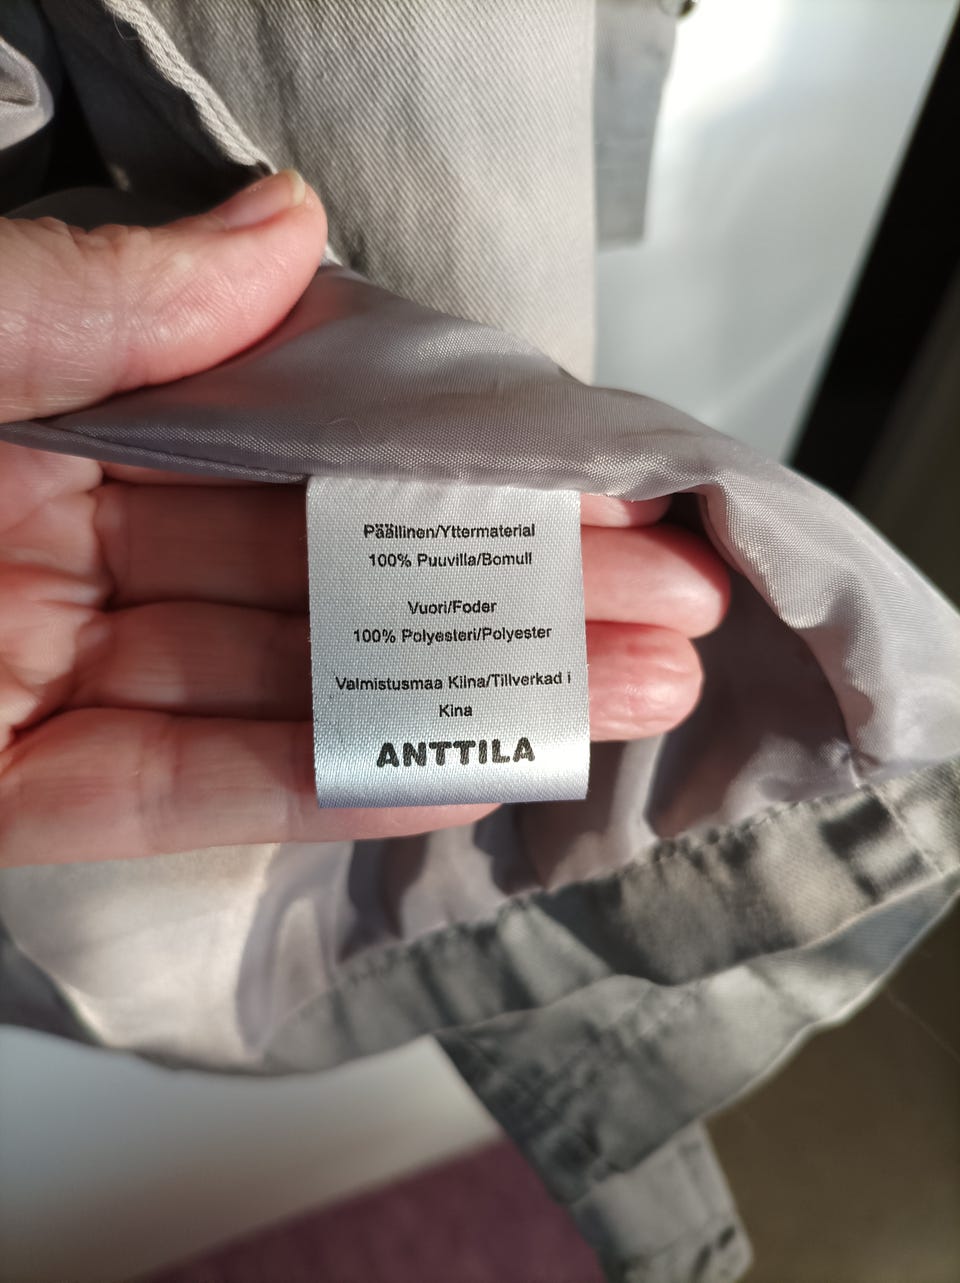 Päällinen/Yttermaterial
100% Puuvilla/Bomull
Vuori/Foder
100% Polyesteri/Polyester
Valmistusmaa Kiina/Tillverkad i
Kina
ANTTILA